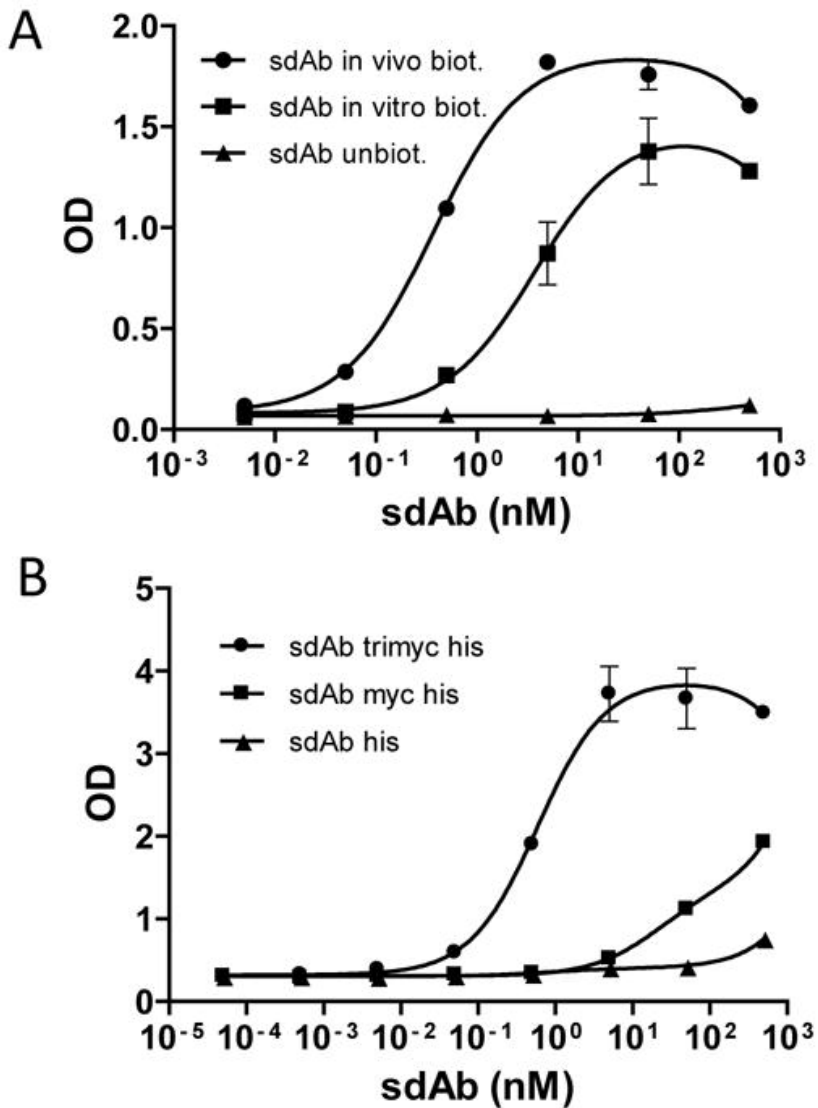 A
2.0
1.5
1.0
0.5
0.0
OD
sdAb in vivo biot.
sdAb in vitro biot.
sdAb unbiot.
10⁻³ 10⁻² 10⁻¹ 10⁰ 10¹ 10² 10³
sdAb (nM)
B
5
4
3
2
1
0
OD
sdAb trimyc his
sdAb myc his
sdAb his
10⁻⁵ 10⁻⁴ 10⁻³ 10⁻² 10⁻¹ 10⁰ 10¹ 10² 10³
sdAb (nM)